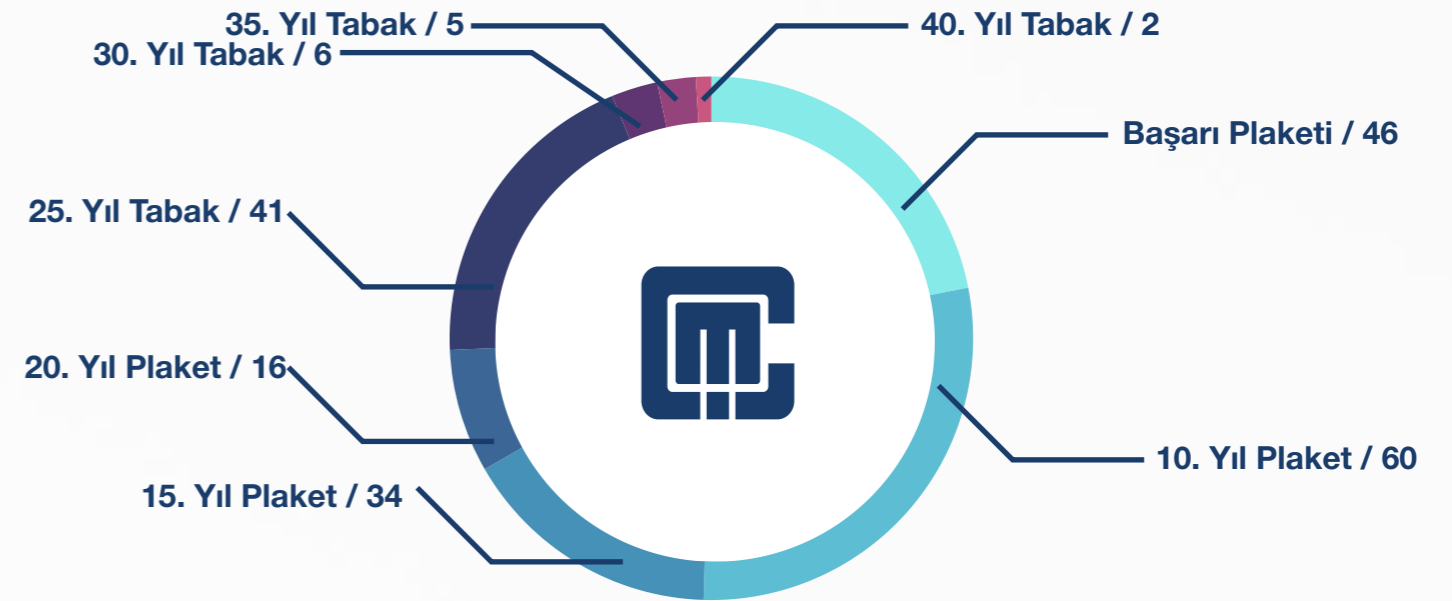 35. Yıl Tabak / 5
40. Yıl Tabak / 2
30. Yıl Tabak / 6
Başarı Plaketi / 46
25. Yıl Tabak / 41
20. Yıl Plaket / 16
10. Yıl Plaket / 60
15. Yıl Plaket / 34